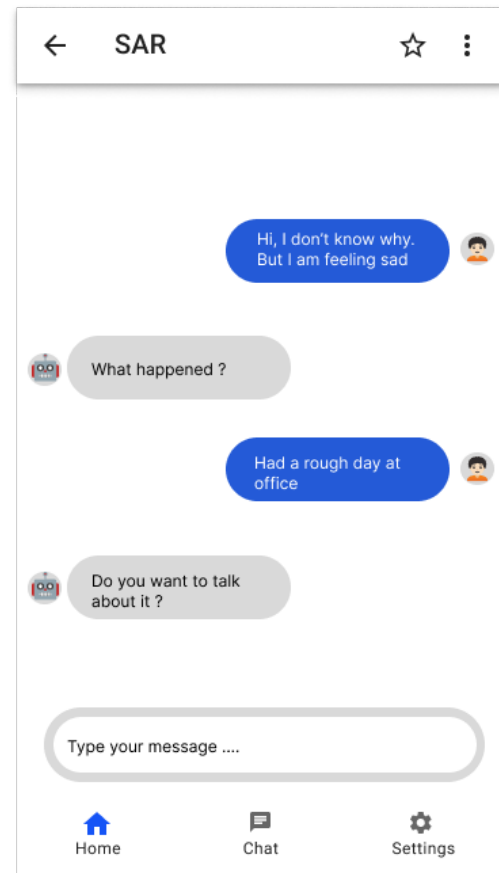 SAR
Hi, I don't know why.
But I am feeling sad
What happened ?
Had a rough day at
office
Do you want to talk
about it ?
Type your message ....
Home
Chat
Settings